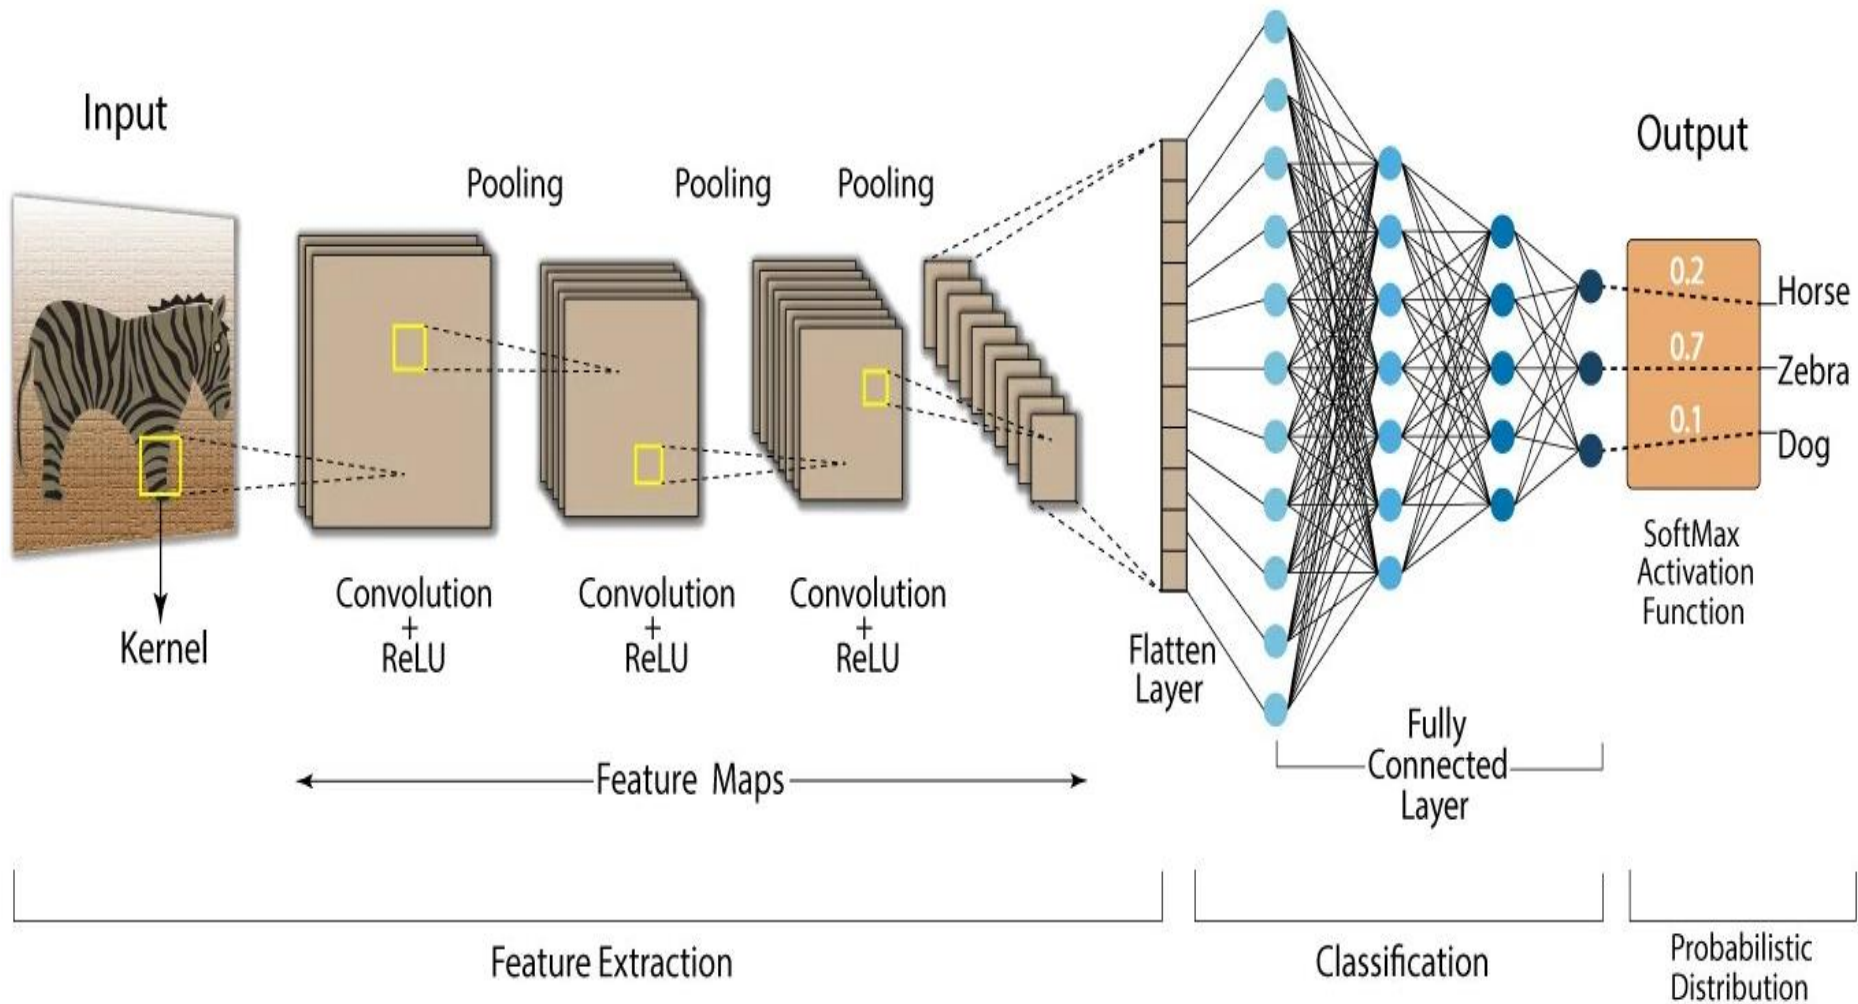 Input
Output
Pooling
Pooling
Pooling
0.2
Horse
0.7
Zebra
0.1
Dog
SoftMax
Activation
Function
Convolution
+
ReLU
Convolution
+
ReLU
Convolution
+
ReLU
Kernel
Flatten
Layer
Fully
Connected
Layer
Feature Maps
Feature Extraction
Classification
Probabilistic
Distribution